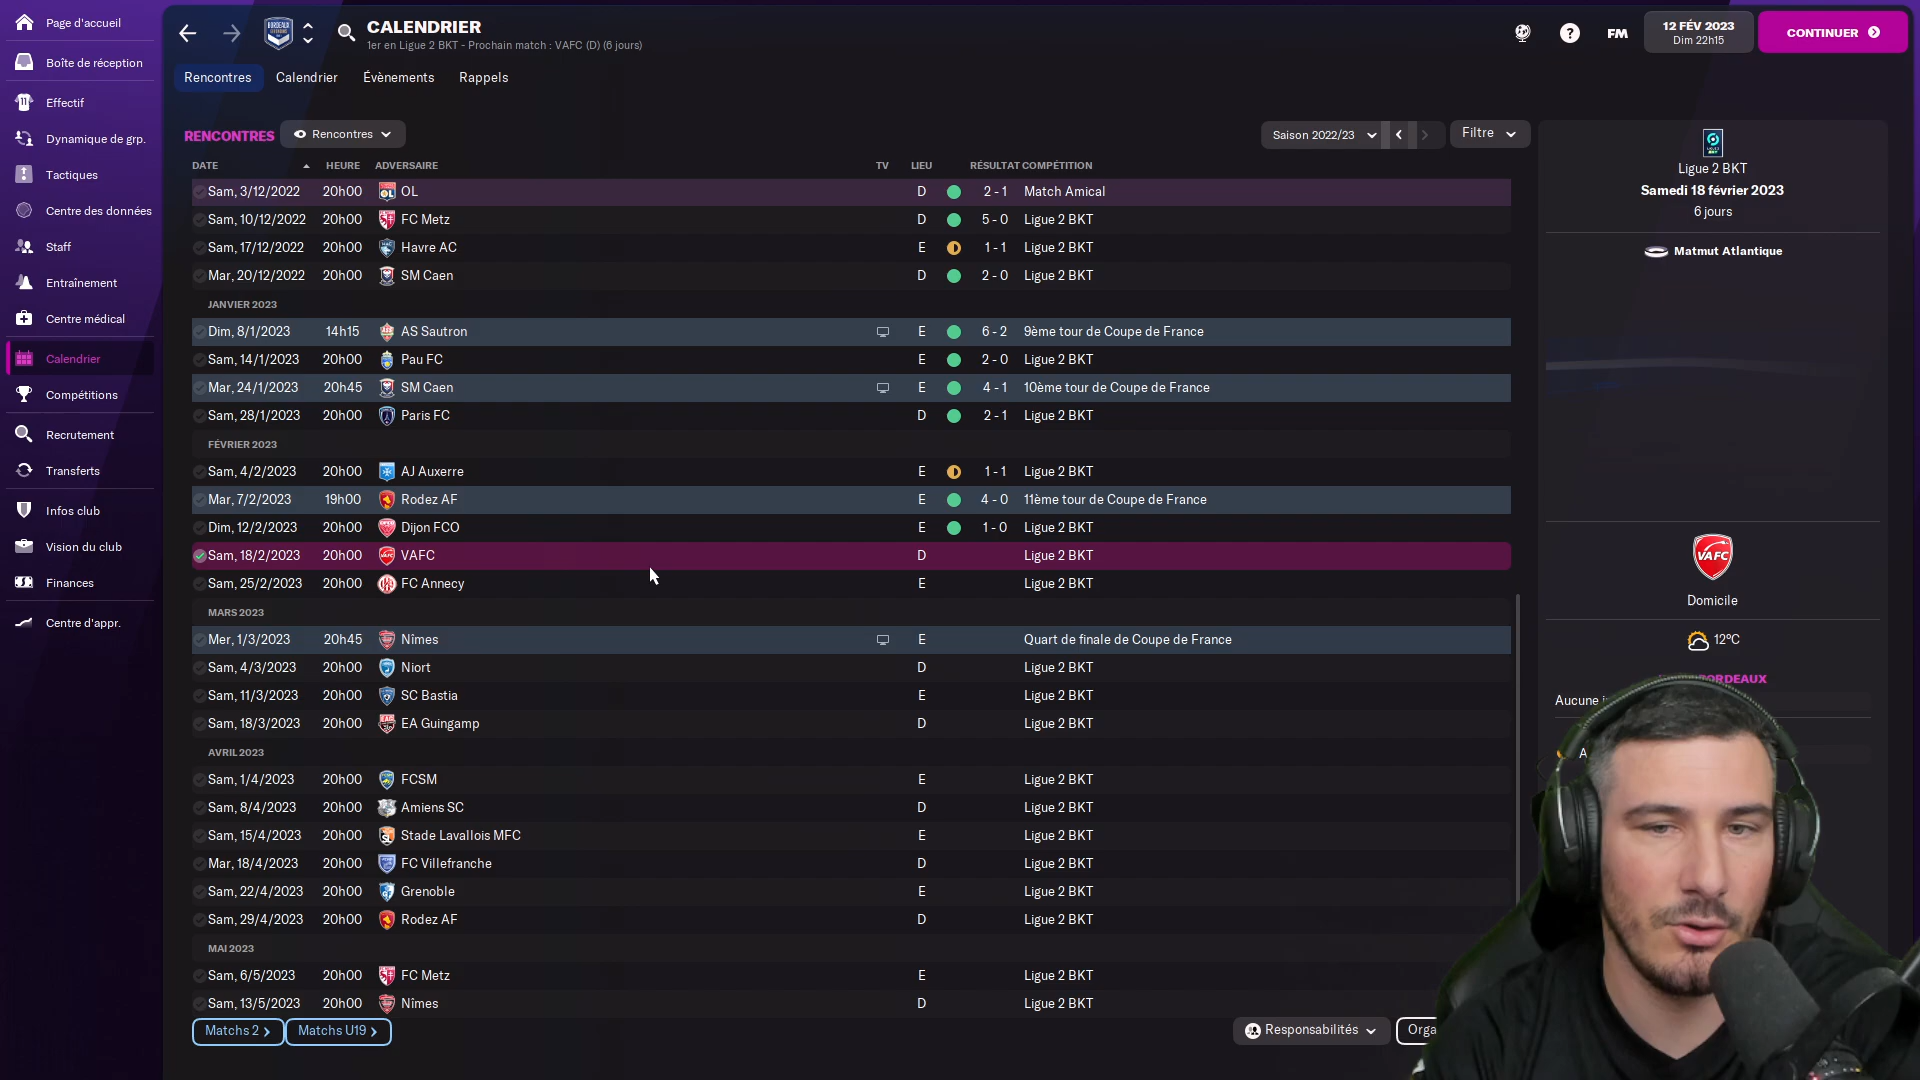 Page d'accueil
Boîte de réception
Effectif
Dynamique de grp.
Tactiques
Centre des données
Staff
Entraînement
Centre médical
Calendrier
Compétitions
Recrutement
Transferts
Infos club
Vision du club
Finances
Centre d'appr.
CALENDRIER
1er en Ligue 2 BKT - Prochain match : VAFC (D) (6 jours)
FM
12 FÉV 2023
Dim 22h15
CONTINUER
Rencontres Calendrier Évènements Rappels
RENCONTRES Rencontres Saison 2022/23 Filtre
DATE HEURE ADVERSAIRE TV LIEU RÉSULTAT COMPÉTITION
Sam, 3/12/2022 20h00 OL D 2 - 1 Match Amical
Sam, 10/12/2022 20h00 FC Metz D 5 - 0 Ligue 2 BKT
Sam, 17/12/2022 20h00 Havre AC E 1 - 1 Ligue 2 BKT
Mar, 20/12/2022 20h00 SM Caen D 2 - 0 Ligue 2 BKT
JANVIER 2023
Dim, 8/1/2023 14h15 AS Sautron E 6 - 2 9ème tour de Coupe de France
Sam, 14/1/2023 20h00 Pau FC E 2 - 0 Ligue 2 BKT
Mar, 24/1/2023 20h45 SM Caen E 4 - 1 10ème tour de Coupe de France
Sam, 28/1/2023 20h00 Paris FC D 2 - 1 Ligue 2 BKT
FÉVRIER 2023
Sam, 4/2/2023 20h00 AJ Auxerre E 1 - 1 Ligue 2 BKT
Mar, 7/2/2023 19h00 Rodez AF E 4 - 0 11ème tour de Coupe de France
Dim, 12/2/2023 20h00 Dijon FCO E 1 - 0 Ligue 2 BKT
Sam, 18/2/2023 20h00 VAFC D Ligue 2 BKT
Sam, 25/2/2023 20h00 FC Annecy E Ligue 2 BKT
MARS 2023
Mer, 1/3/2023 20h45 Nîmes E Quart de finale de Coupe de France
Sam, 4/3/2023 20h00 Niort D Ligue 2 BKT
Sam, 11/3/2023 20h00 SC Bastia E Ligue 2 BKT
Sam, 18/3/2023 20h00 EA Guingamp D Ligue 2 BKT
AVRIL 2023
Sam, 1/4/2023 20h00 FCSM E Ligue 2 BKT
Sam, 8/4/2023 20h00 Amiens SC D Ligue 2 BKT
Sam, 15/4/2023 20h00 Stade Lavallois MFC E Ligue 2 BKT
Mar, 18/4/2023 20h00 FC Villefranche D Ligue 2 BKT
Sam, 22/4/2023 20h00 Grenoble E Ligue 2 BKT
Sam, 29/4/2023 20h00 Rodez AF D Ligue 2 BKT
MAI 2023
Sam, 6/5/2023 20h00 FC Metz E Ligue 2 BKT
Sam, 13/5/2023 20h00 Nîmes D Ligue 2 BKT
Matchs 2 Matchs U19 Responsabilités Orga
Ligue 2 BKT
Samedi 18 février 2023
6 jours
Matmut Atlantique
VAFC
Domicile
12°C
BORDEAUX
Aucune
A